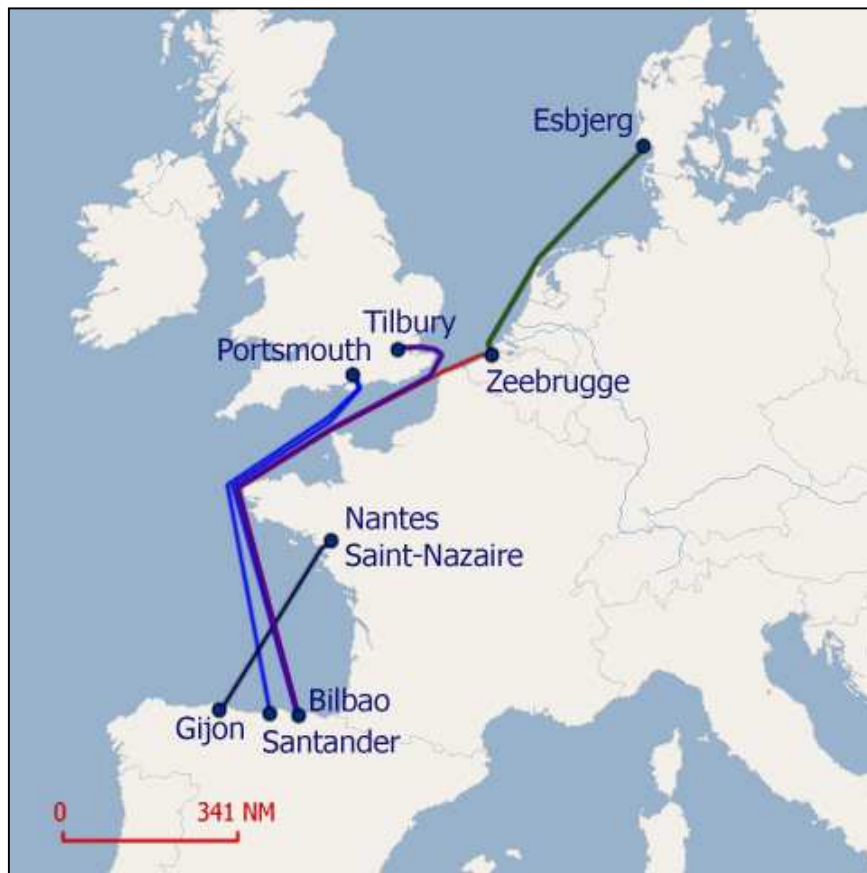 Esbjerg
Tilbury
Portsmouth
Zeebrugge
Nantes
Saint-Nazaire
Bilbao
Gijon
Santander
0 341 NM